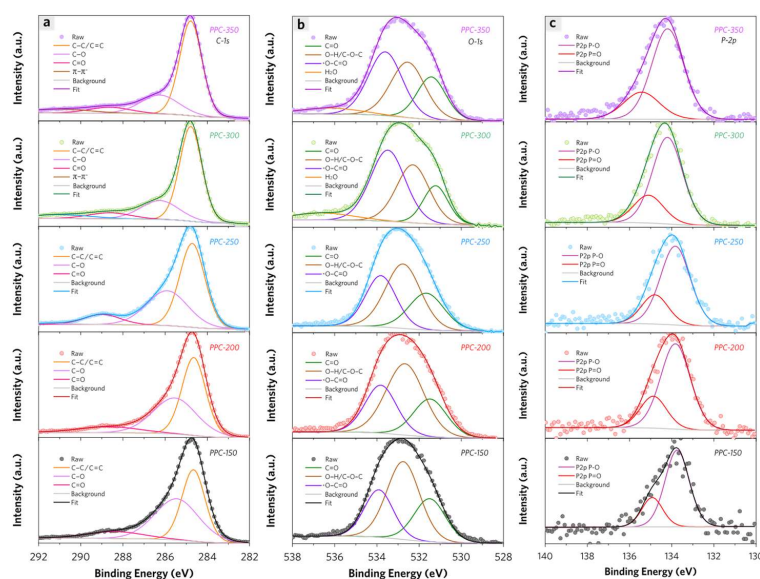 a
PPC-350
C-1s
Intensity (a.u.)
Raw
C–C/C=C
C–O
C=O
π-π*
Background
Fit
PPC-300
Intensity (a.u.)
Raw
C–C/C=C
C–O
C=O
π-π*
Background
Fit
PPC-250
Intensity (a.u.)
Raw
C–C/C=C
C–O
C=O
Background
Fit
PPC-200
Intensity (a.u.)
Raw
C–C/C=C
C–O
C=O
Background
Fit
PPC-150
Intensity (a.u.)
Raw
C–C/C=C
C–O
C=O
Background
Fit
292 290 288 286 284 282
Binding Energy (eV)
b
PPC-350
O-1s
Intensity (a.u.)
Raw
C=O
O–H/C–O–C
O–C=O
H₂O
Background
Fit
PPC-300
Intensity (a.u.)
Raw
C=O
O–H/C–O–C
O–C=O
H₂O
Background
Fit
PPC-250
Intensity (a.u.)
Raw
C=O
O–H/C–O–C
O–C=O
Background
Fit
PPC-200
Intensity (a.u.)
Raw
C=O
O–H/C–O–C
O–C=O
Background
Fit
PPC-150
Intensity (a.u.)
Raw
C=O
O–H/C–O–C
O–C=O
Background
Fit
538 536 534 532 530 528
Binding Energy (eV)
c
PPC-350
P-2p
Intensity (a.u.)
Raw
P2p P-O
P2p P=O
Background
Fit
PPC-300
Intensity (a.u.)
Raw
P2p P-O
P2p P=O
Background
Fit
PPC-250
Intensity (a.u.)
Raw
P2p P-O
P2p P=O
Background
Fit
PPC-200
Intensity (a.u.)
Raw
P2p P-O
P2p P=O
Background
Fit
PPC-150
Intensity (a.u.)
Raw
P2p P-O
P2p P=O
Background
Fit
140 138 136 134 132 130
Binding Energy (eV)